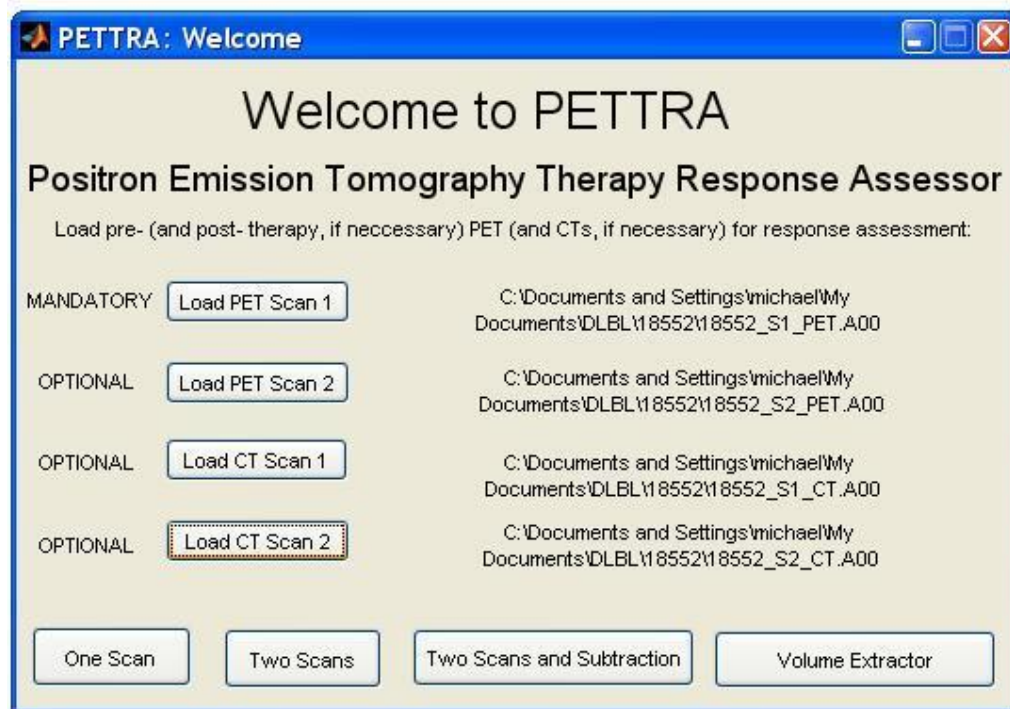 PETTRA: Welcome
Welcome to PETTRA
Positron Emission Tomography Therapy Response Assessor
Load pre- (and post- therapy, if neccessary) PET (and CTs, if necessary) for response assessment:
MANDATORY Load PET Scan 1 C:\Documents and Settings\michael\My
Documents\DLBL\18552\18552_S1_PET.A00
OPTIONAL Load PET Scan 2 C:\Documents and Settings\michael\My
Documents\DLBL\18552\18552_S2_PET.A00
OPTIONAL Load CT Scan 1 C:\Documents and Settings\michael\My
Documents\DLBL\18552\18552_S1_CT.A00
OPTIONAL Load CT Scan 2 C:\Documents and Settings\michael\My
Documents\DLBL\18552\18552_S2_CT.A00
One Scan Two Scans Two Scans and Subtraction Volume Extractor